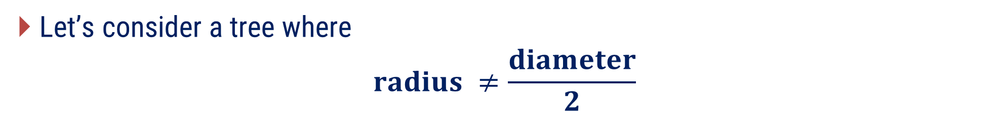 Let’s consider a tree where
radius ≠ diameter
2